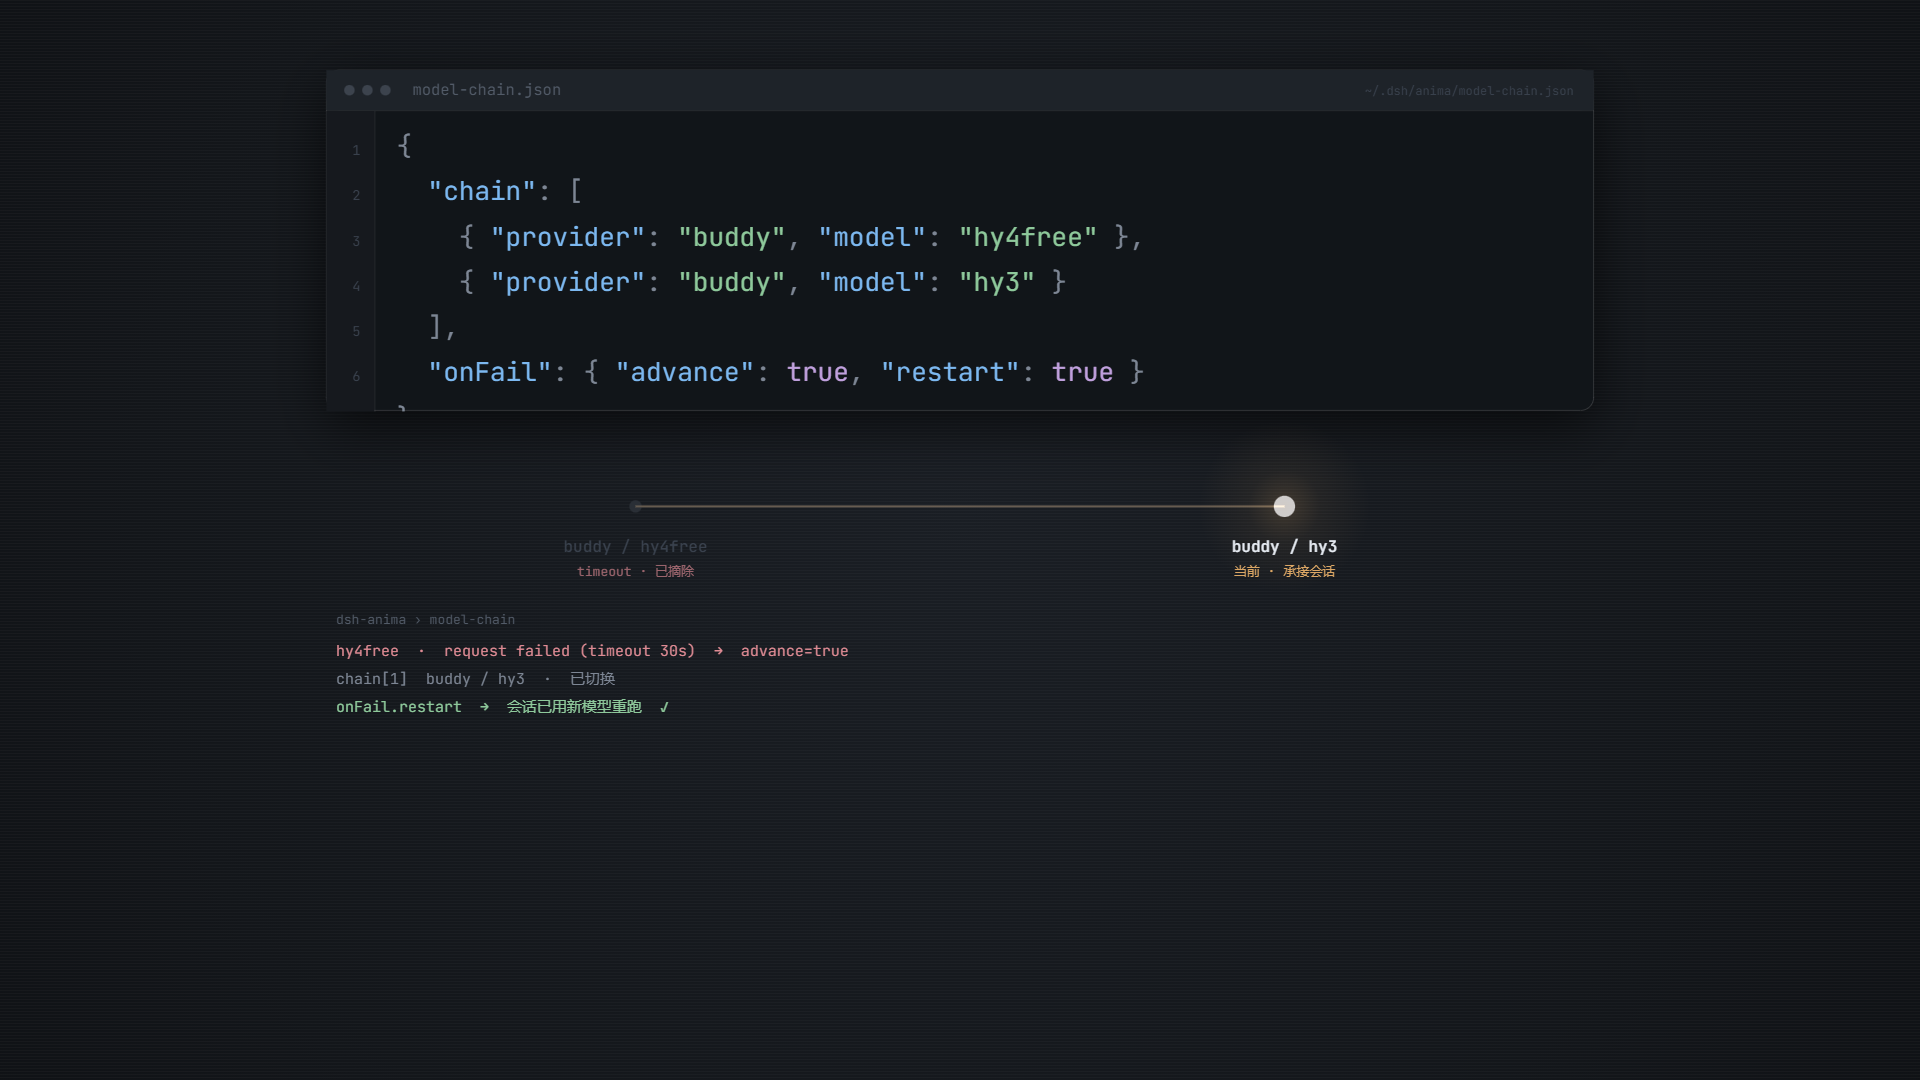 model-chain.json
~/.dsh/anima/model-chain.json
1 {
2 "chain": [
3 { "provider": "buddy", "model": "hy4free" },
4 { "provider": "buddy", "model": "hy3" }
5 ],
6 "onFail": { "advance": true, "restart": true }
}
buddy / hy4free
timeout · 已摘除
buddy / hy3
当前 · 承接会话
dsh-anima › model-chain
hy4free · request failed (timeout 30s) → advance=true
chain[1] buddy / hy3 · 已切换
onFail.restart → 会话已用新模型重跑 ✓